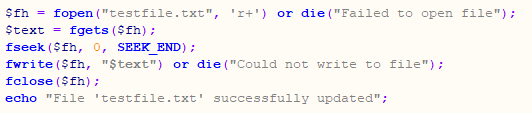 $fh = fopen("testfile.txt", 'r+') or die("Failed to open file");
$text = fgets($fh);
fseek($fh, 0, SEEK_END);
fwrite($fh, "$text") or die("Could not write to file");
fclose($fh);
echo "File 'testfile.txt' successfully updated";